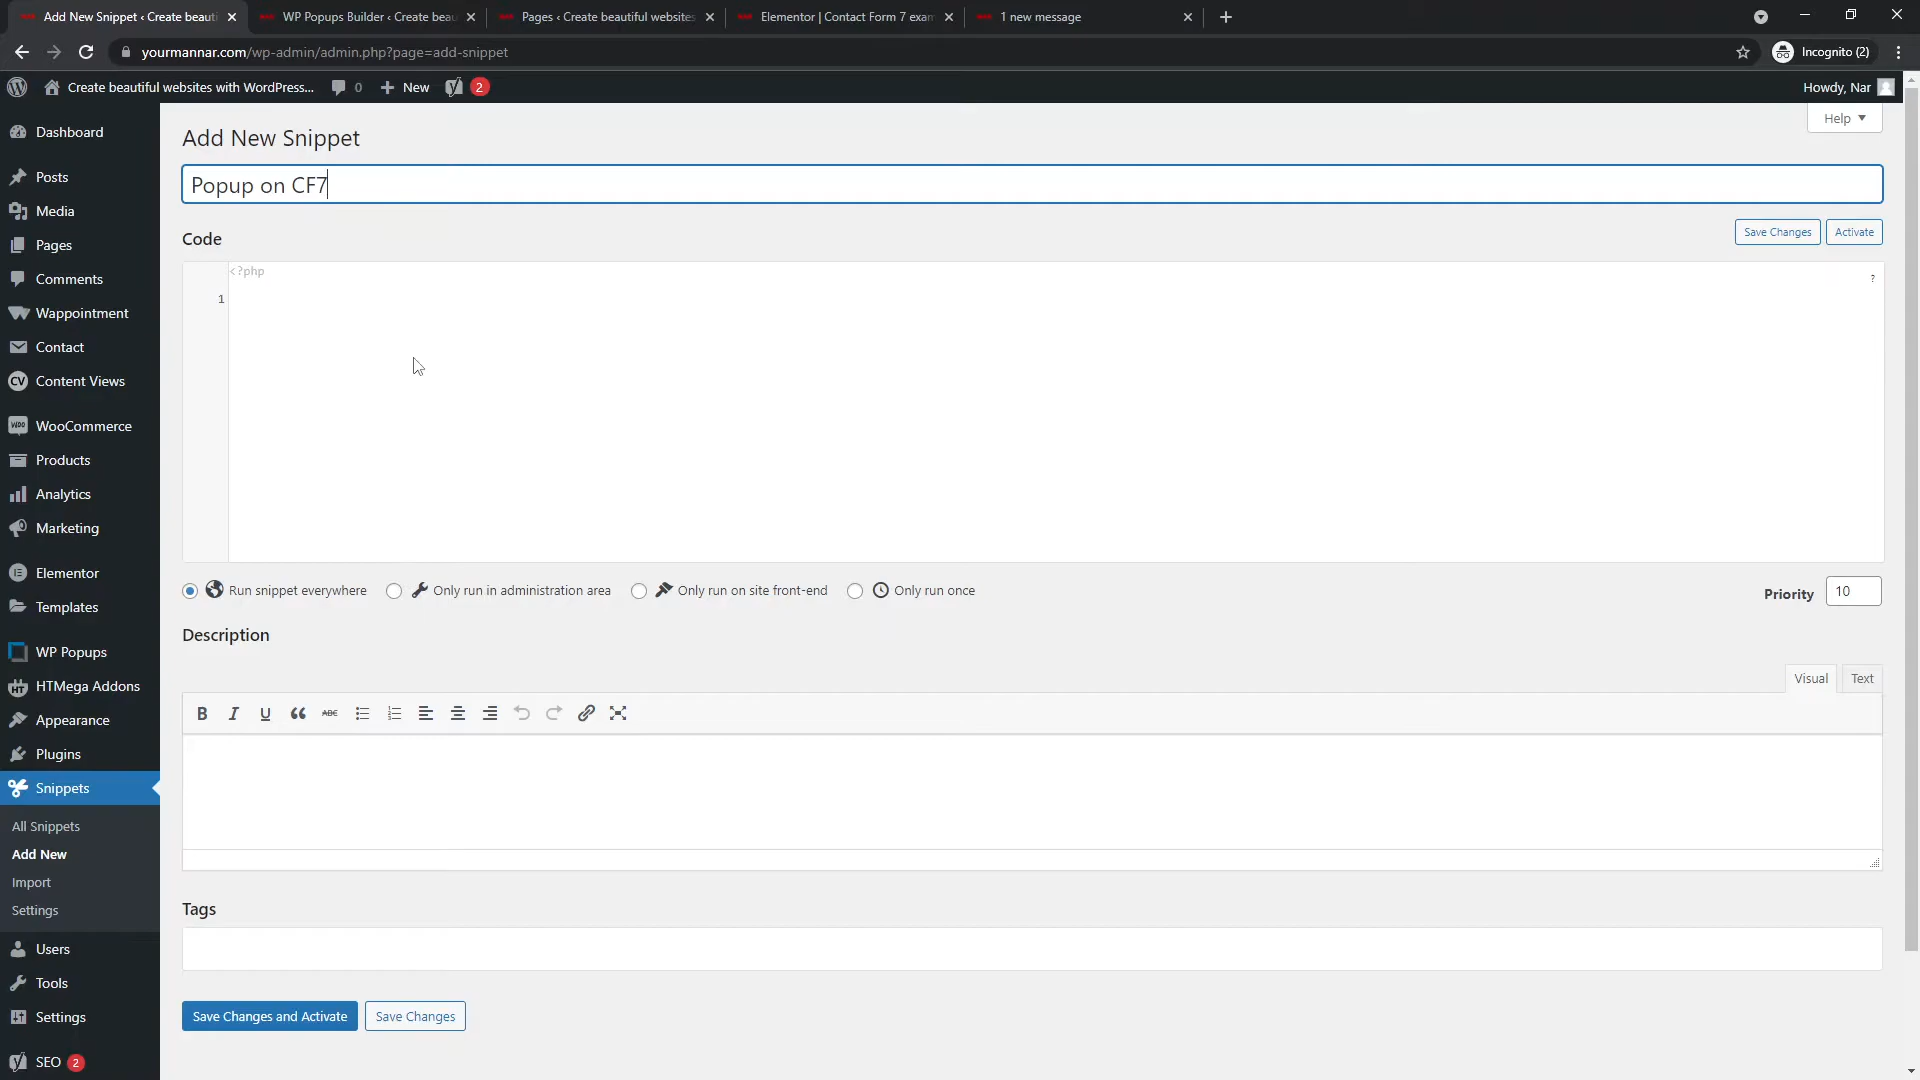 Add New Snippet ‹ Create beauti
WP Popups Builder ‹ Create beau
Pages ‹ Create beautiful websites
Elementor | Contact Form 7 exam
1 new message
yourmannar.com/wp-admin/admin.php?page=add-snippet
Incognito (2)
Create beautiful websites with WordPress...
0
New
2
Howdy, Nar
Dashboard
Posts
Media
Pages
Comments
Wappointment
Contact
CV
Content Views
WOO
WooCommerce
Products
Analytics
Marketing
Elementor
Templates
WP Popups
HT
HTMega Addons
Appearance
Plugins
Snippets
All Snippets
Add New
Import
Settings
Users
Tools
Settings
SEO 2
Help
Add New Snippet
Popup on CF7
Code
Save Changes
Activate
<?php
?
1
Run snippet everywhere
Only run in administration area
Only run on site front-end
Only run once
Priority
10
Description
Visual
Text
B I U ABC
Tags
Save Changes and Activate
Save Changes